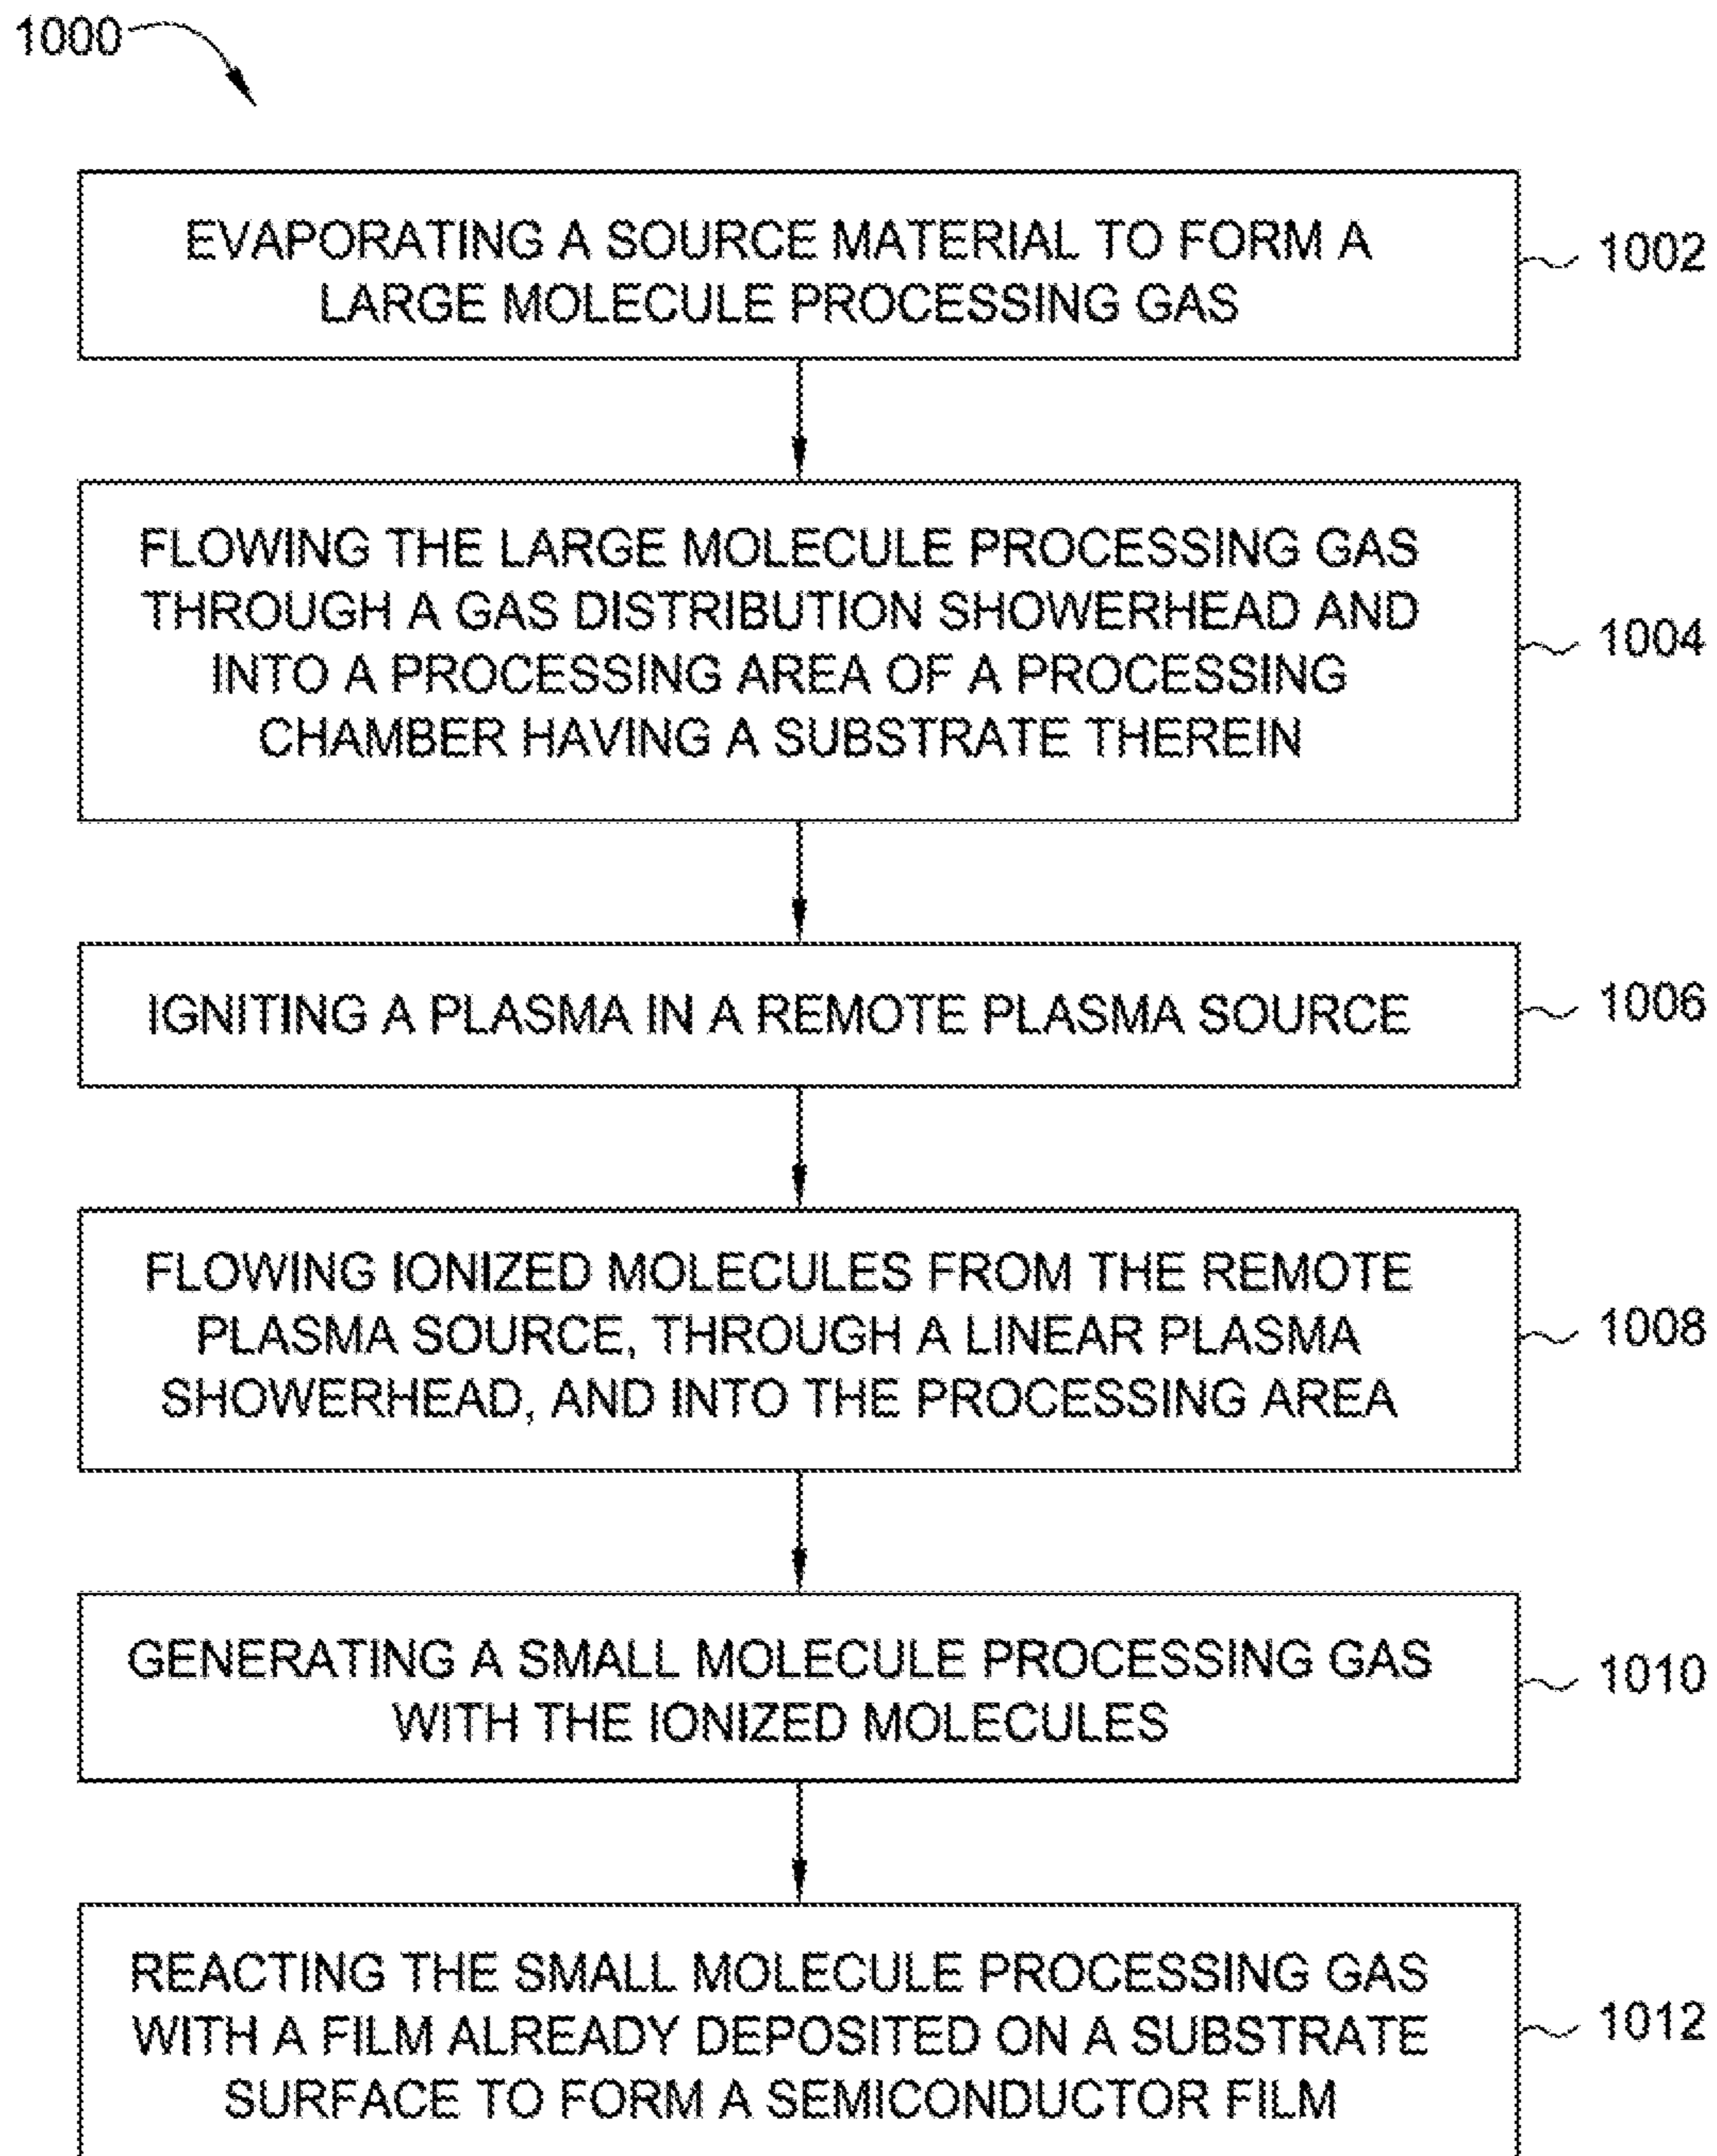 1000
EVAPORATING A SOURCE MATERIAL TO FORM A
LARGE MOLECULE PROCESSING GAS
1002
FLOWING THE LARGE MOLECULE PROCESSING GAS
THROUGH A GAS DISTRIBUTION SHOWERHEAD AND
INTO A PROCESSING AREA OF A PROCESSING
CHAMBER HAVING A SUBSTRATE THEREIN
1004
IGNITING A PLASMA IN A REMOTE PLASMA SOURCE
1006
FLOWING IONIZED MOLECULES FROM THE REMOTE
PLASMA SOURCE, THROUGH A LINEAR PLASMA
SHOWERHEAD, AND INTO THE PROCESSING AREA
1008
GENERATING A SMALL MOLECULE PROCESSING GAS
WITH THE IONIZED MOLECULES
1010
REACTING THE SMALL MOLECULE PROCESSING GAS
WITH A FILM ALREADY DEPOSITED ON A SUBSTRATE
SURFACE TO FORM A SEMICONDUCTOR FILM
1012